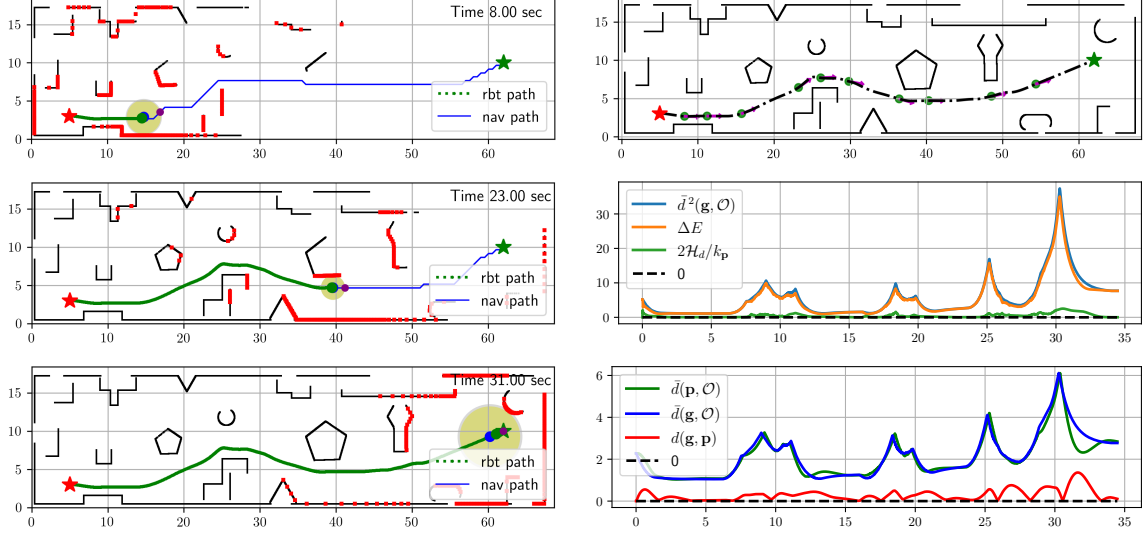 15
10
5
0
0 10 20 30 40 50 60
Time 8.00 sec
rbt path
nav path
15
10
5
0
0 10 20 30 40 50 60
15
10
5
0
0 10 20 30 40 50 60
Time 23.00 sec
rbt path
nav path
30
20
10
0
0 5 10 15 20 25 30 35
d̄ ²(g, 𝒪)
ΔE
2ℋ_d/k_p
0
15
10
5
0
0 10 20 30 40 50 60
Time 31.00 sec
rbt path
nav path
6
4
2
0
0 5 10 15 20 25 30 35
d̄(p, 𝒪)
d̄(g, 𝒪)
d(g, p)
0